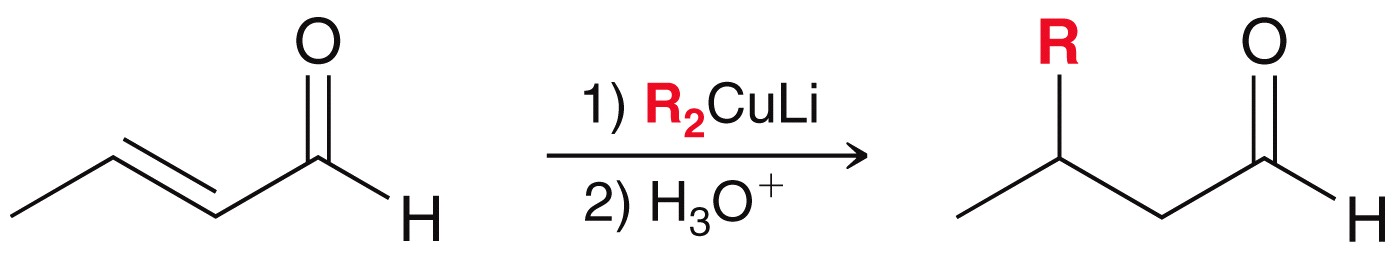 O
H
1) R₂CuLi
2) H₃O⁺
R
O
H